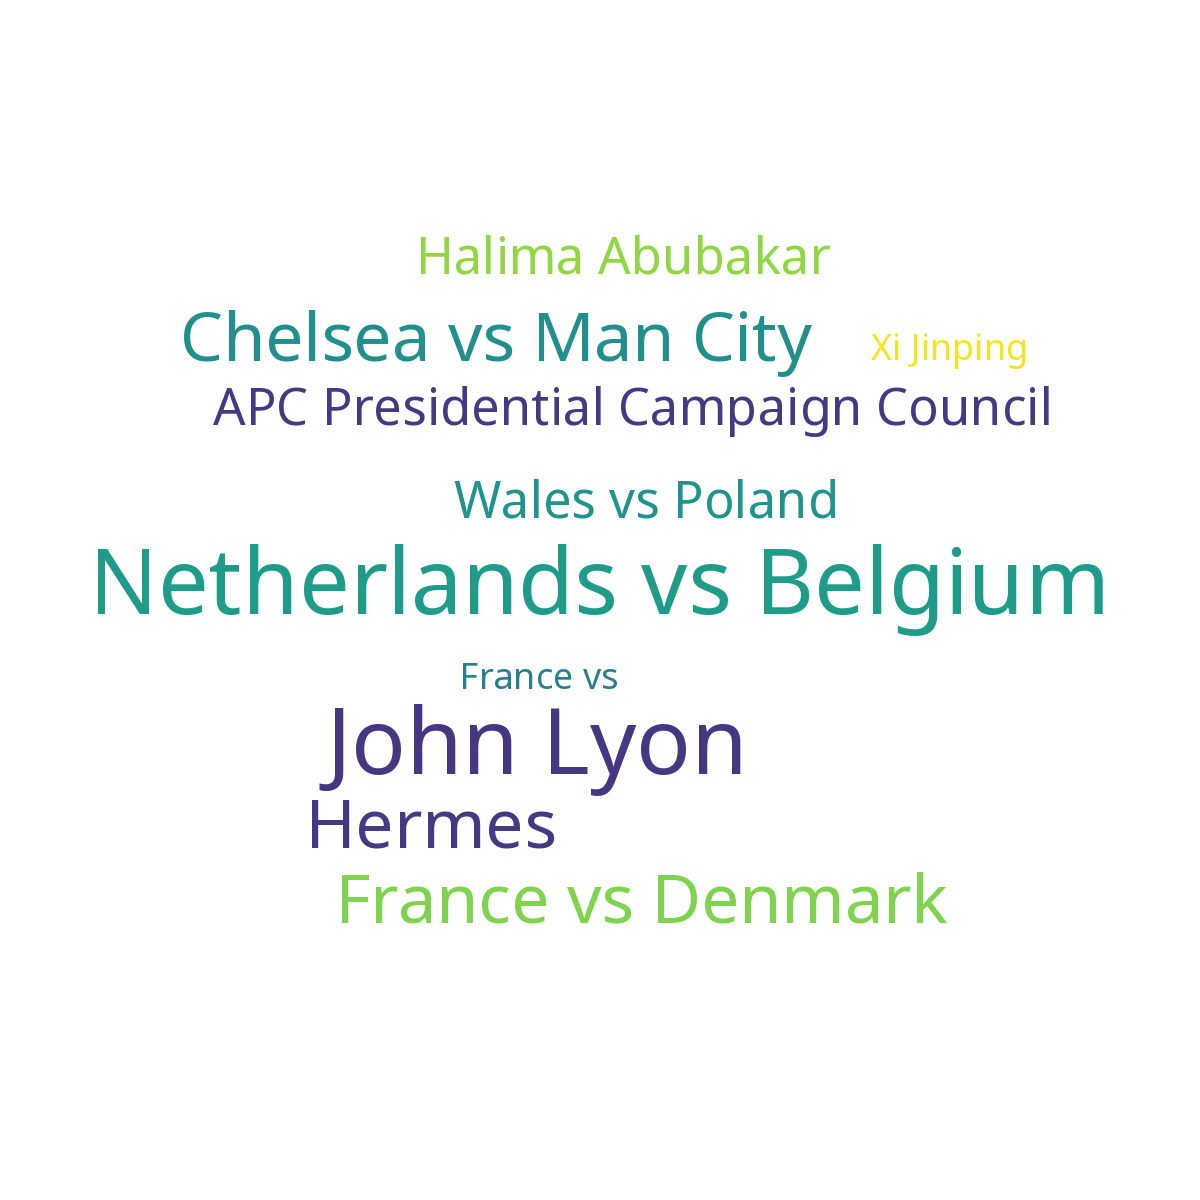 Halima Abubakar
Chelsea vs Man City
Xi Jinping
APC Presidential Campaign Council
Wales vs Poland
Netherlands vs Belgium
France vs
John Lyon
Hermes
France vs Denmark